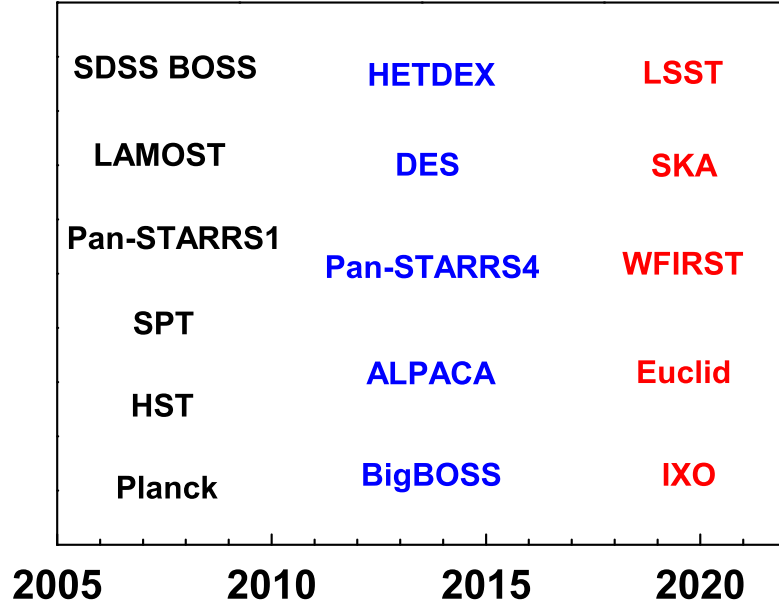 SDSS BOSS
LAMOST
Pan-STARRS1
SPT
HST
Planck
HETDEX
DES
Pan-STARRS4
ALPACA
BigBOSS
LSST
SKA
WFIRST
Euclid
IXO
2005 2010 2015 2020